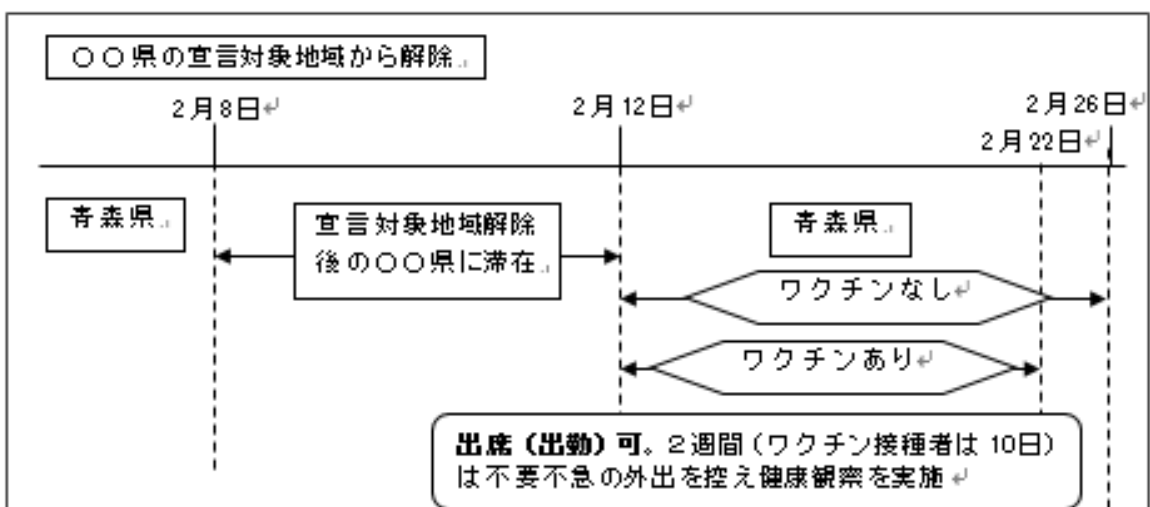 〇〇県の宣言対象地域から解除
2月8日
2月12日
2月26日
2月22日
青森県
宣言対象地域解除
後の〇〇県に滞在
青森県
ワクチンなし
ワクチンあり
出席（出勤）可。2週間（ワクチン接種者は 10日）
は不要不急の外出を控え健康観察を実施